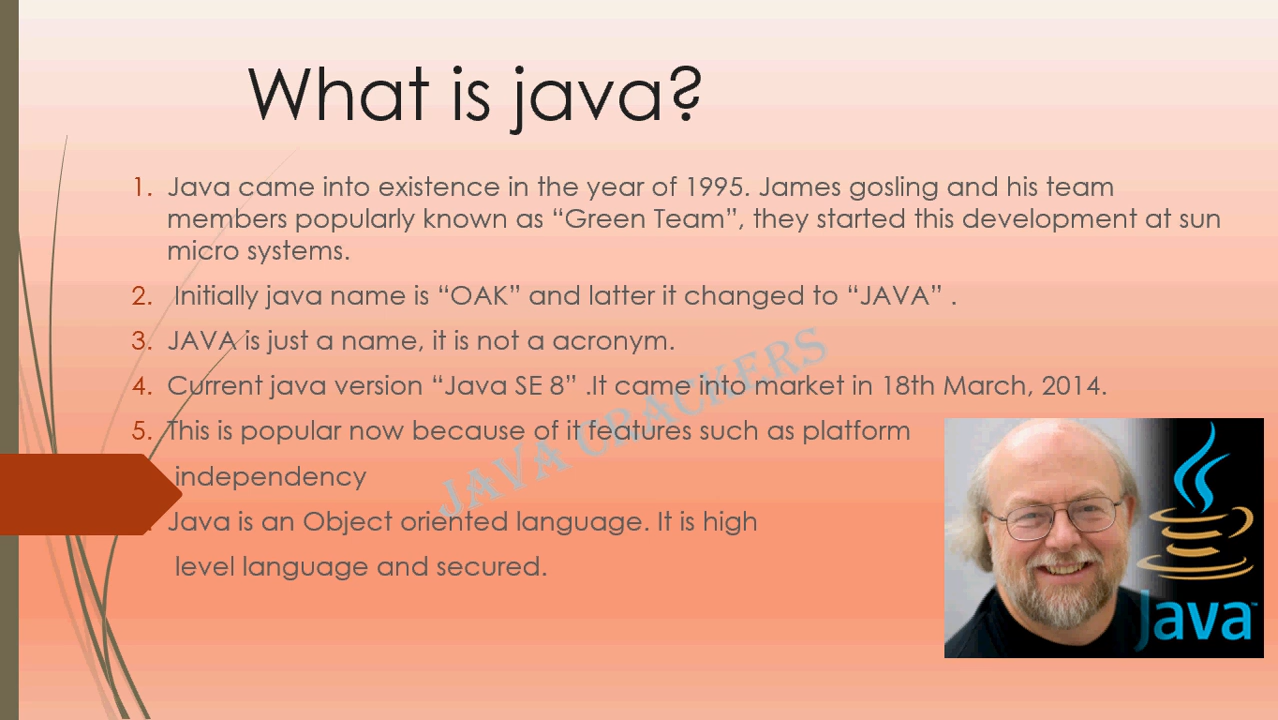 What is java?
1. Java came into existence in the year of 1995. James gosling and his team
members popularly known as “Green Team”, they started this development at sun
micro systems.
2. Initially java name is “OAK” and latter it changed to “JAVA” .
3. JAVA is just a name, it is not a acronym.
4. Current java version “Java SE 8” .It came into market in 18th March, 2014.
5. This is popular now because of it features such as platform
independency
Java is an Object oriented language. It is high
level language and secured.
JAVA CRACKERS
Java™